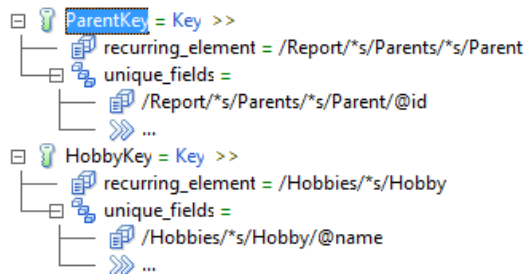 ParentKey = Key >>
recurring_element = /Report/*s/Parents/*s/Parent
unique_fields =
/Report/*s/Parents/*s/Parent/@id
...
HobbyKey = Key >>
recurring_element = /Hobbies/*s/Hobby
unique_fields =
/Hobbies/*s/Hobby/@name
...